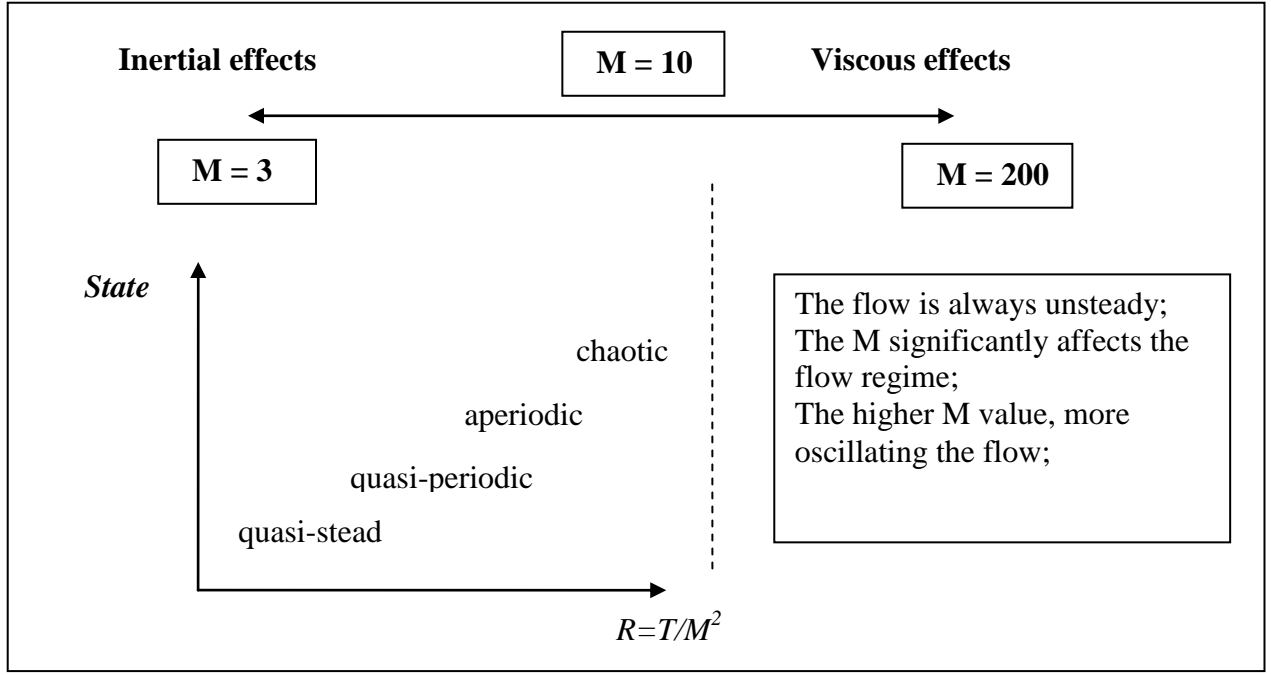 Inertial effects
M = 10
Viscous effects
M = 3
M = 200
State
The flow is always unsteady;
The M significantly affects the
flow regime;
The higher M value, more
oscillating the flow;
chaotic
aperiodic
quasi-periodic
quasi-stead
R=T/M²